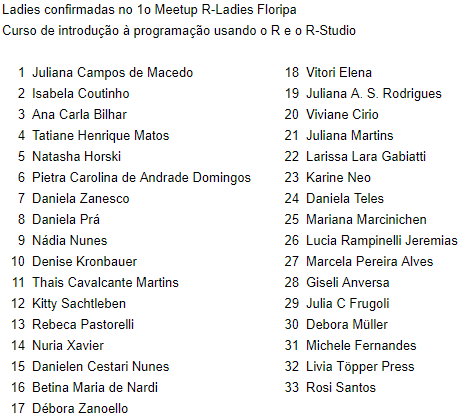 Ladies confirmadas no 1o Meetup R-Ladies Floripa
Curso de introdução à programação usando o R e o R-Studio
1 Juliana Campos de Macedo
2 Isabela Coutinho
3 Ana Carla Bilhar
4 Tatiane Henrique Matos
5 Natasha Horski
6 Pietra Carolina de Andrade Domingos
7 Daniela Zanesco
8 Daniela Prá
9 Nádia Nunes
10 Denise Kronbauer
11 Thais Cavalcante Martins
12 Kitty Sachtleben
13 Rebeca Pastorelli
14 Nuria Xavier
15 Danielen Cestari Nunes
16 Betina Maria de Nardi
17 Débora Zanoello
18 Vitori Elena
19 Juliana A. S. Rodrigues
20 Viviane Cirio
21 Juliana Martins
22 Larissa Lara Gabiatti
23 Karine Neo
24 Daniela Teles
25 Mariana Marcinichen
26 Lucia Rampinelli Jeremias
27 Marcela Pereira Alves
28 Giseli Anversa
29 Julia C Frugoli
30 Debora Müller
31 Michele Fernandes
32 Livia Töpper Press
33 Rosi Santos